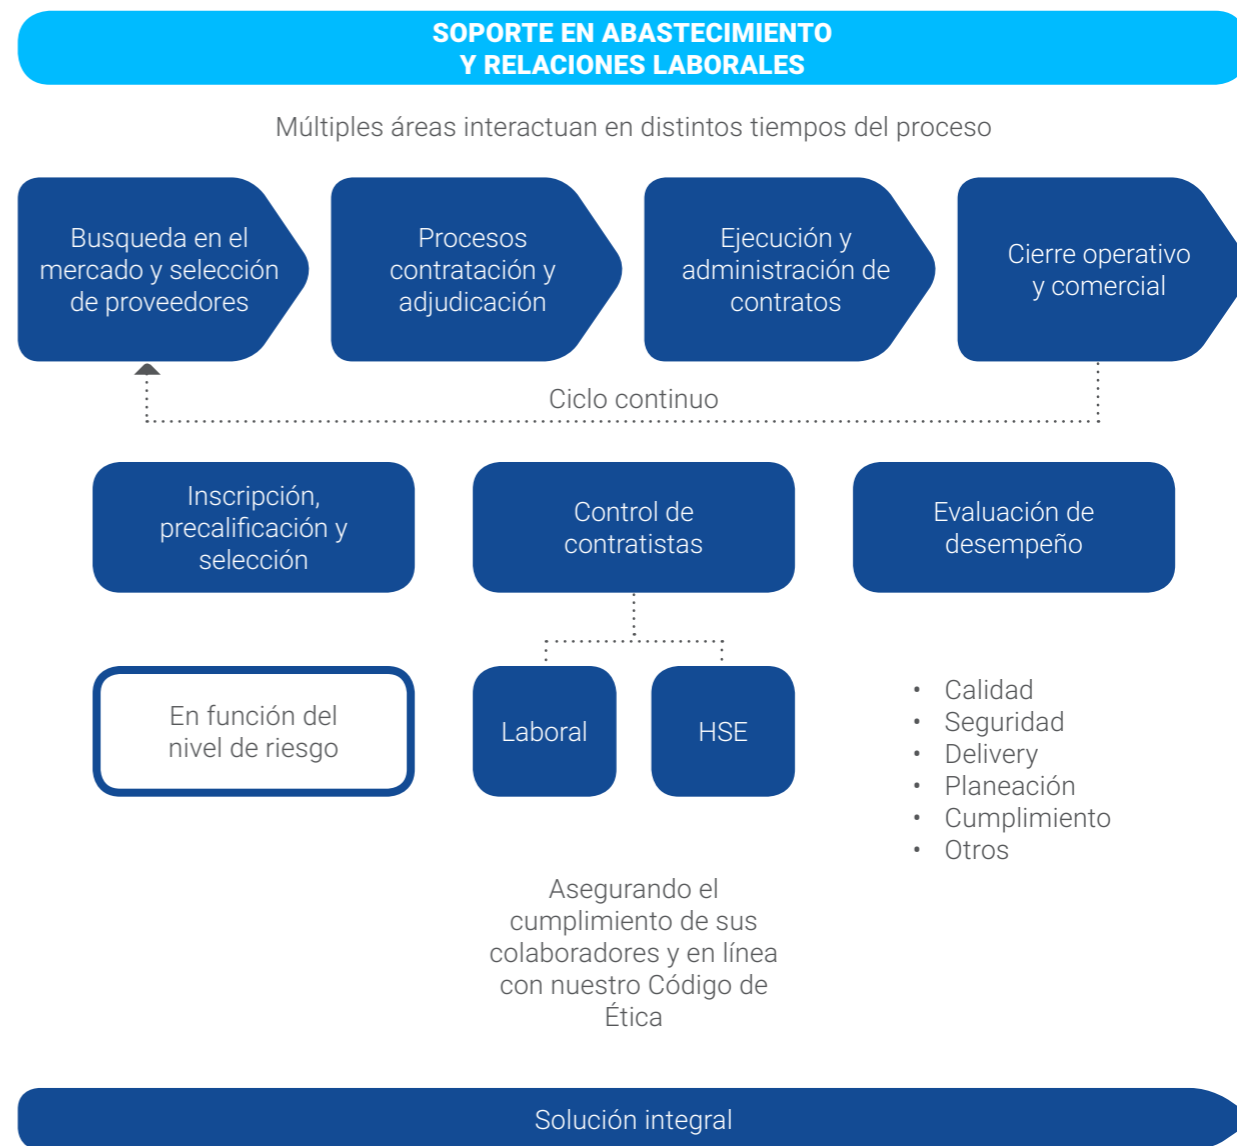 SOPORTE EN ABASTECIMIENTO
Y RELACIONES LABORALES
Múltiples áreas interactuan en distintos tiempos del proceso
Busqueda en el
mercado y selección
de proveedores
Procesos
contratación y
adjudicación
Ejecución y
administración de
contratos
Cierre operativo
y comercial
Ciclo continuo
Inscripción,
precalificación y
selección
Control de
contratistas
Evaluación de
desempeño
En función del
nivel de riesgo
Laboral
HSE
• Calidad
• Seguridad
• Delivery
• Planeación
• Cumplimiento
• Otros
Asegurando el
cumplimiento de sus
colaboradores y en línea
con nuestro Código de
Ética
Solución integral